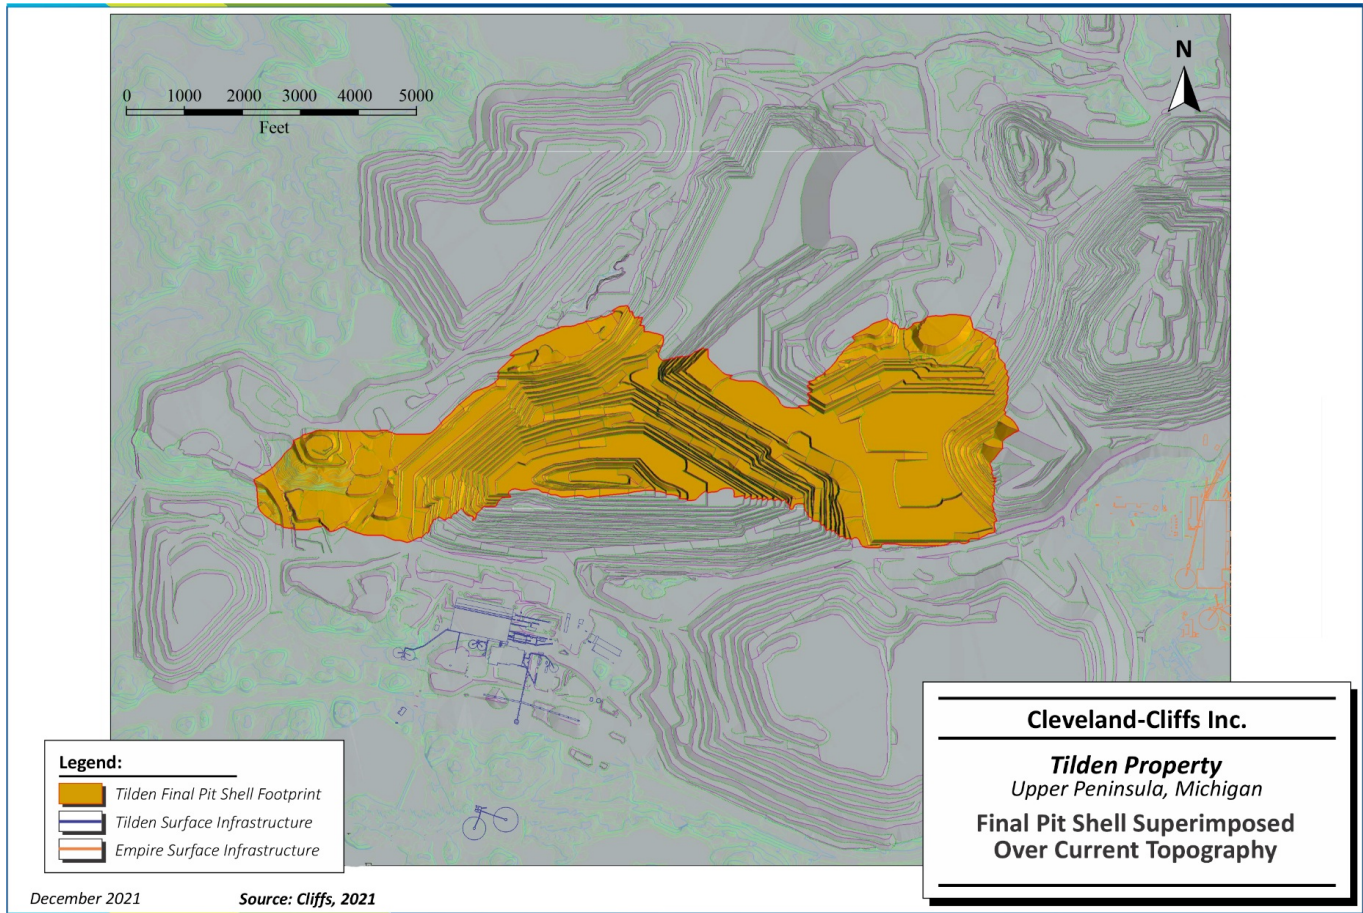 N
0 1000 2000 3000 4000 5000
Feet
Cleveland-Cliffs Inc.
Tilden Property
Upper Peninsula, Michigan
Final Pit Shell Superimposed
Over Current Topography
Legend:
Tilden Final Pit Shell Footprint
Tilden Surface Infrastructure
Empire Surface Infrastructure
December 2021 Source: Cliffs, 2021